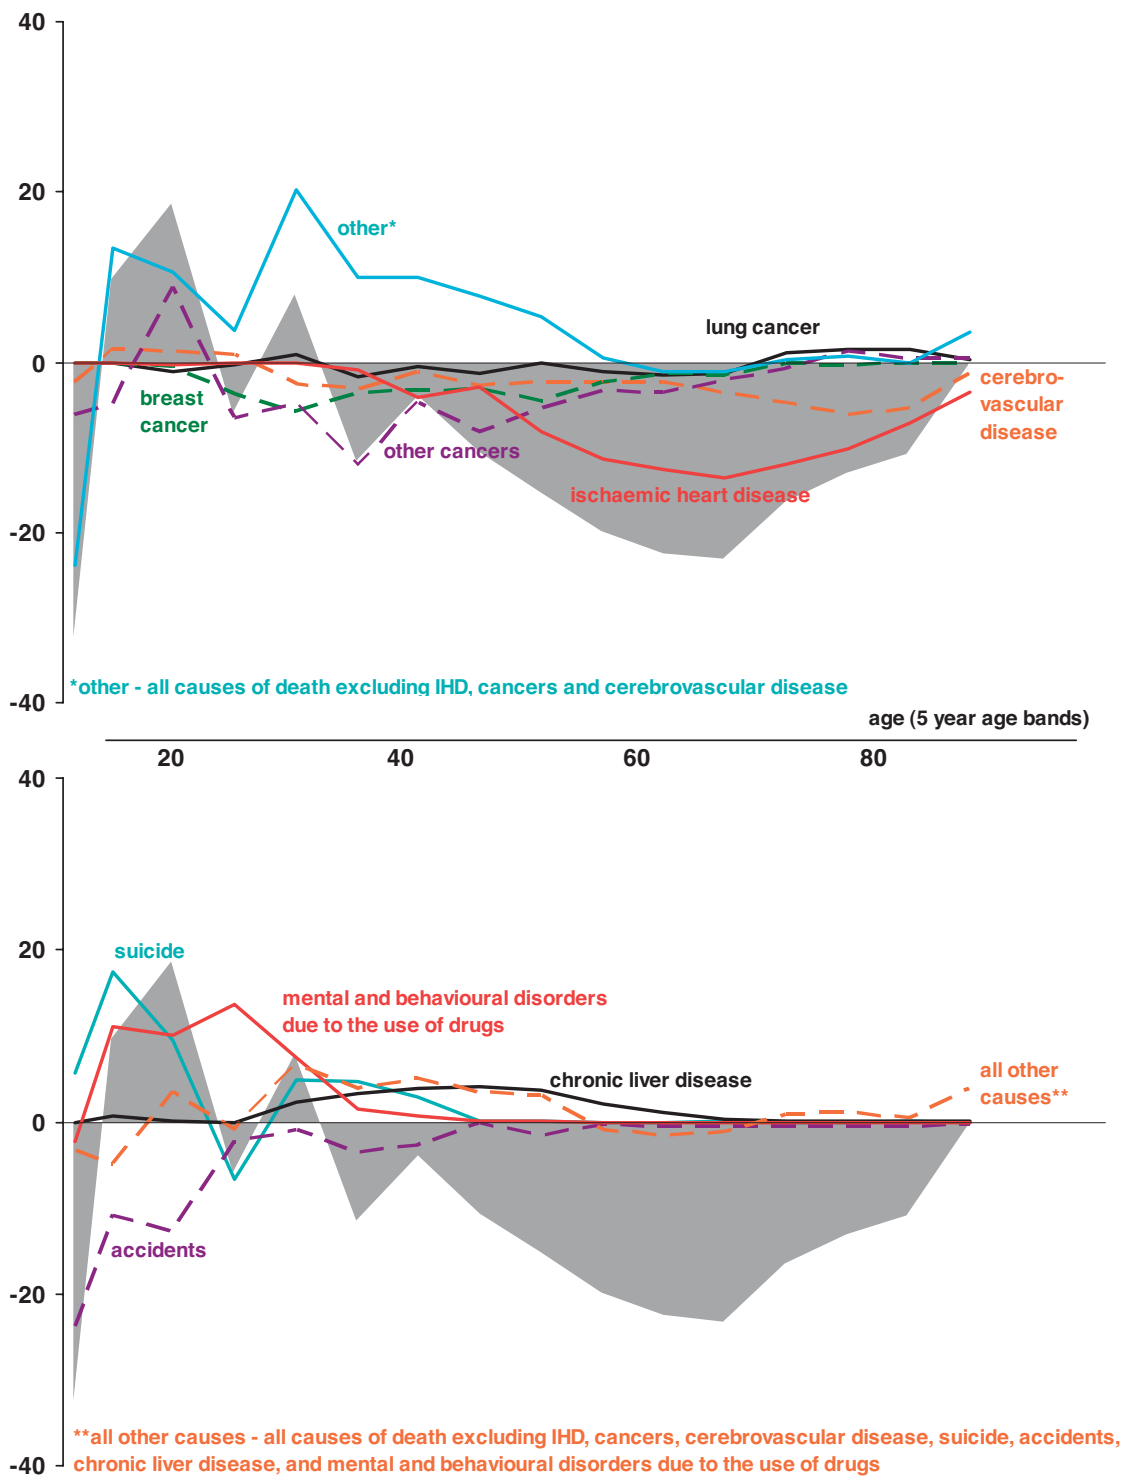 40
20
other*
lung cancer
0
cerebro-
vascular
disease
breast
cancer
other cancers
ischaemic heart disease
-20
*other - all causes of death excluding IHD, cancers and cerebrovascular disease
-40
age (5 year age bands)
20 40 60 80
40
20
suicide
mental and behavioural disorders
due to the use of drugs
chronic liver disease
all other
causes**
0
accidents
-20
**all other causes - all causes of death excluding IHD, cancers, cerebrovascular disease, suicide, accidents,
chronic liver disease, and mental and behavioural disorders due to the use of drugs
-40